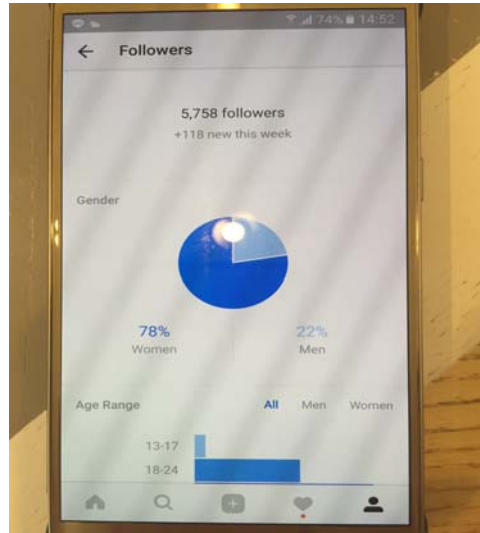 74% 14:52
Followers
5,758 followers
+118 new this week
Gender
78% 22%
Women Men
Age Range All Men Women
13-17
18-24